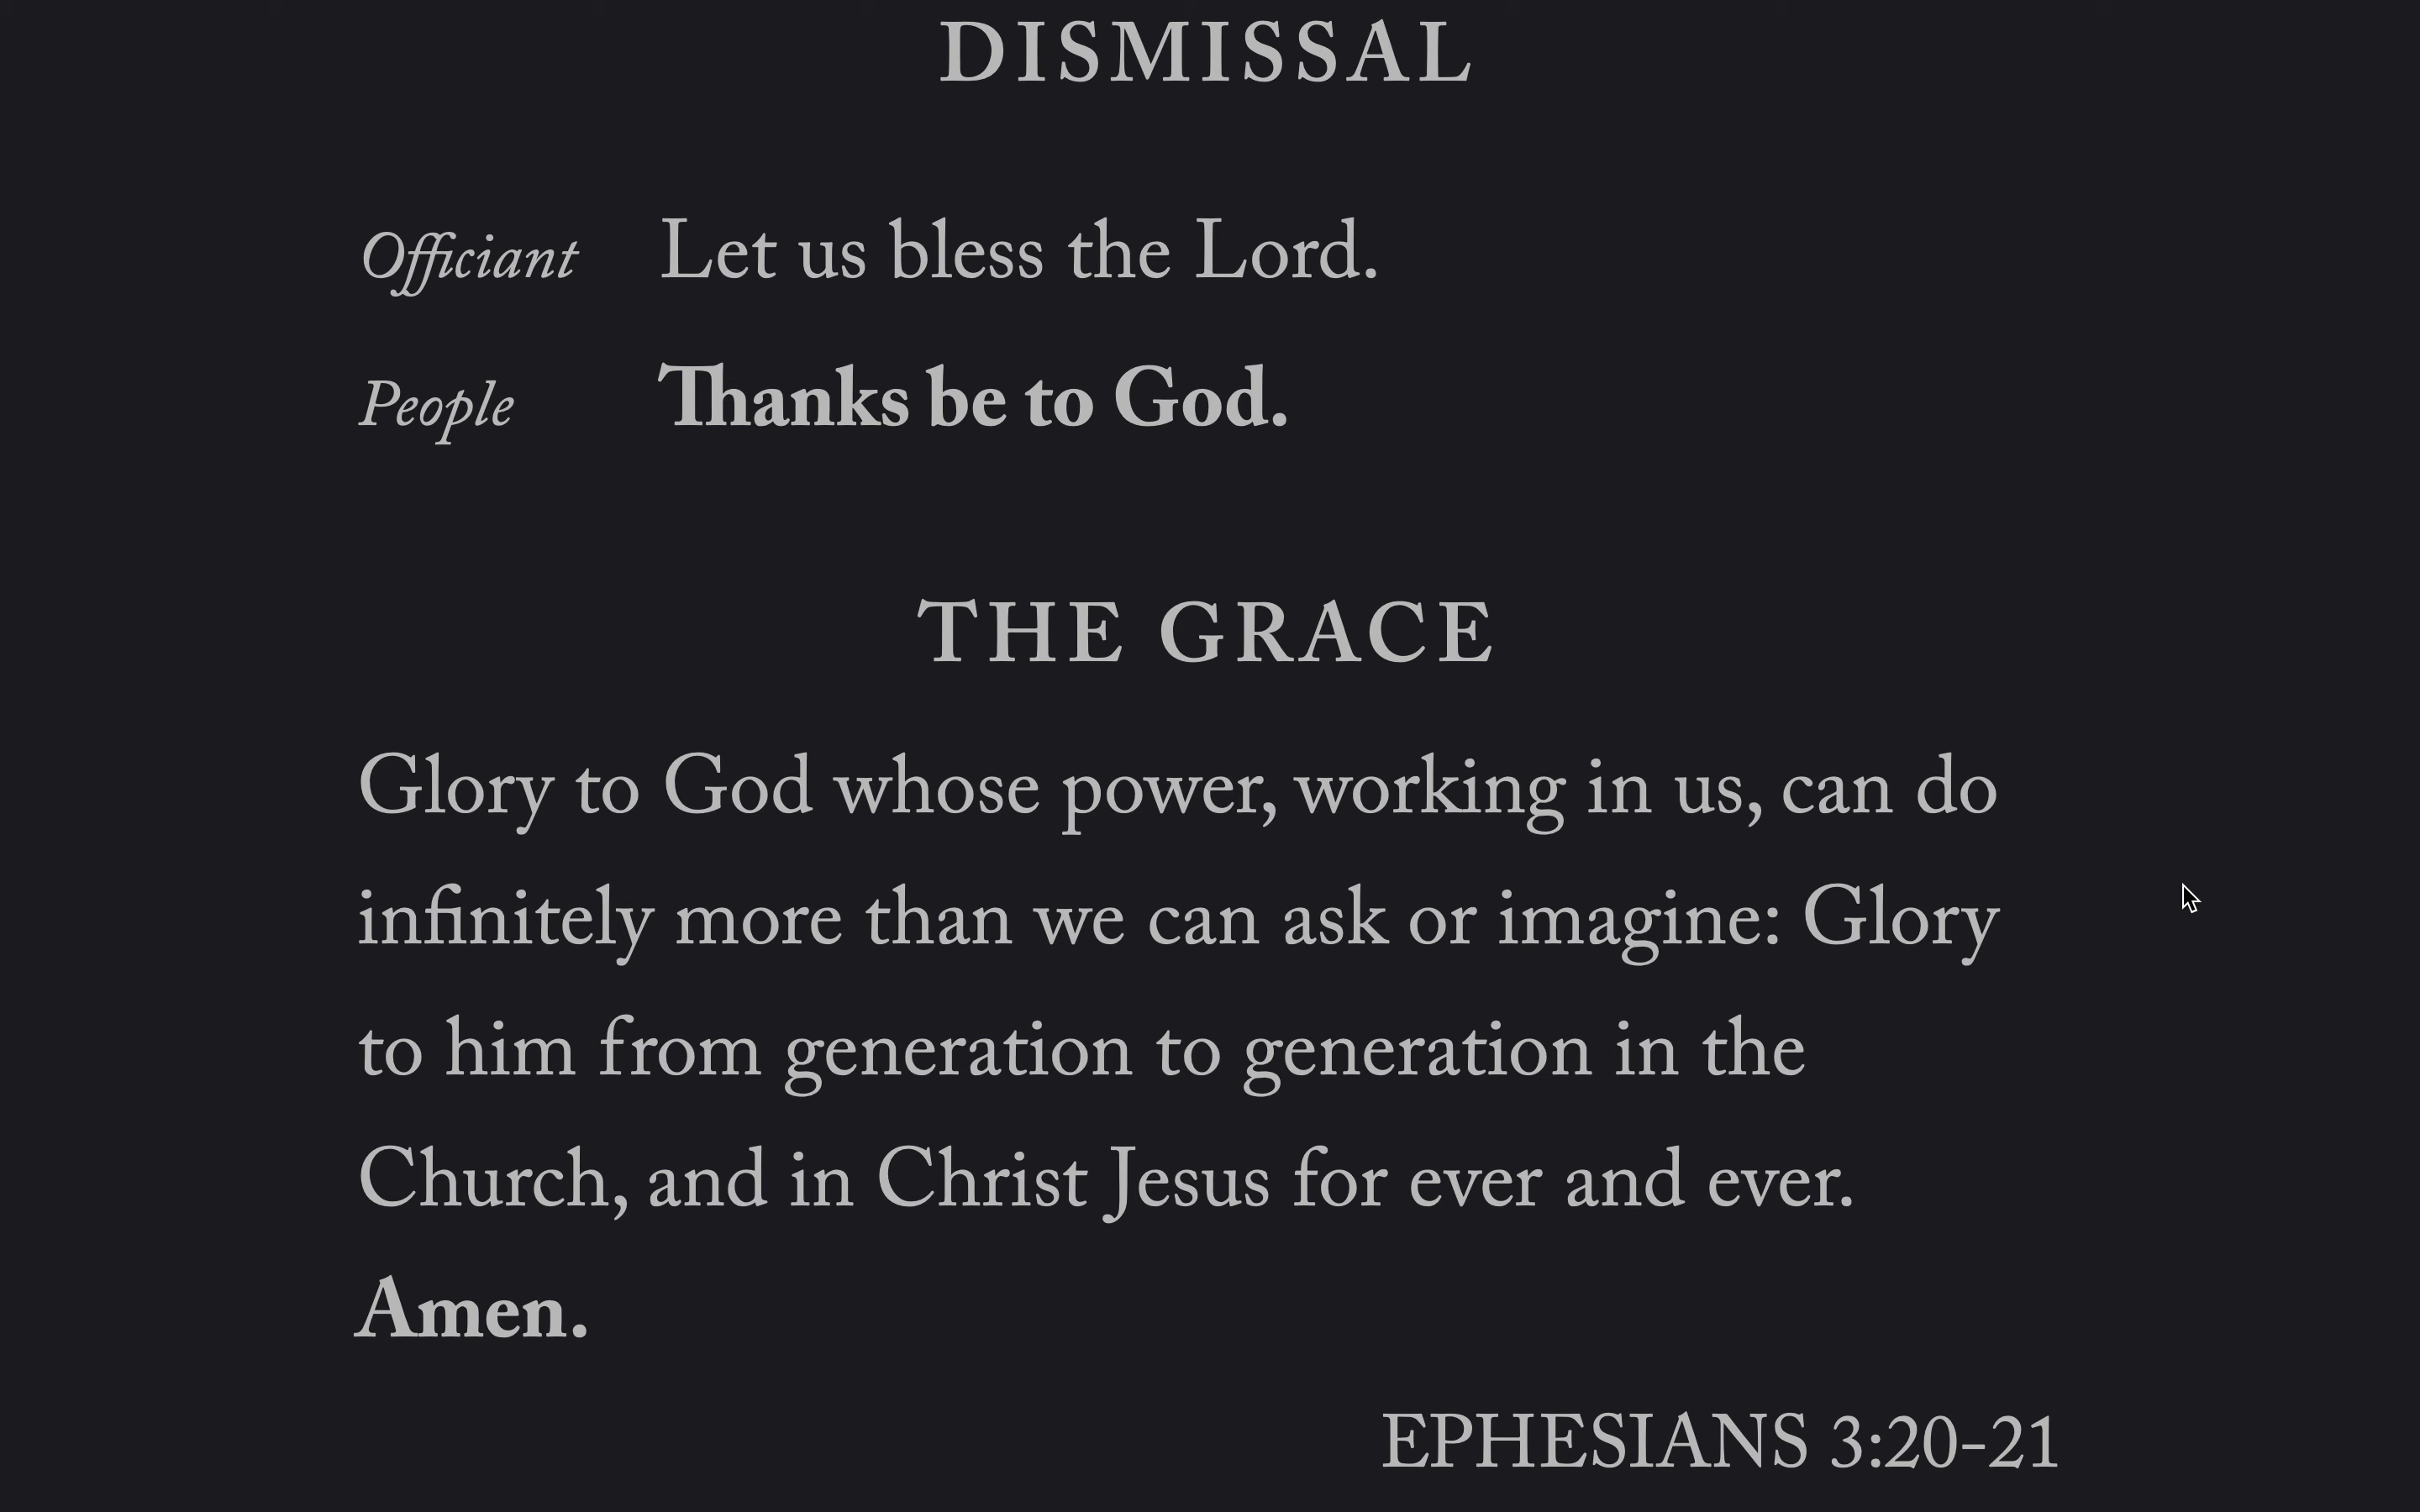 DISMISSAL
Officiant Let us bless the Lord.
People Thanks be to God.
THE GRACE
Glory to God whose power, working in us, can do
infinitely more than we can ask or imagine: Glory
to him from generation to generation in the
Church, and in Christ Jesus for ever and ever.
Amen.
EPHESIANS 3:20–21